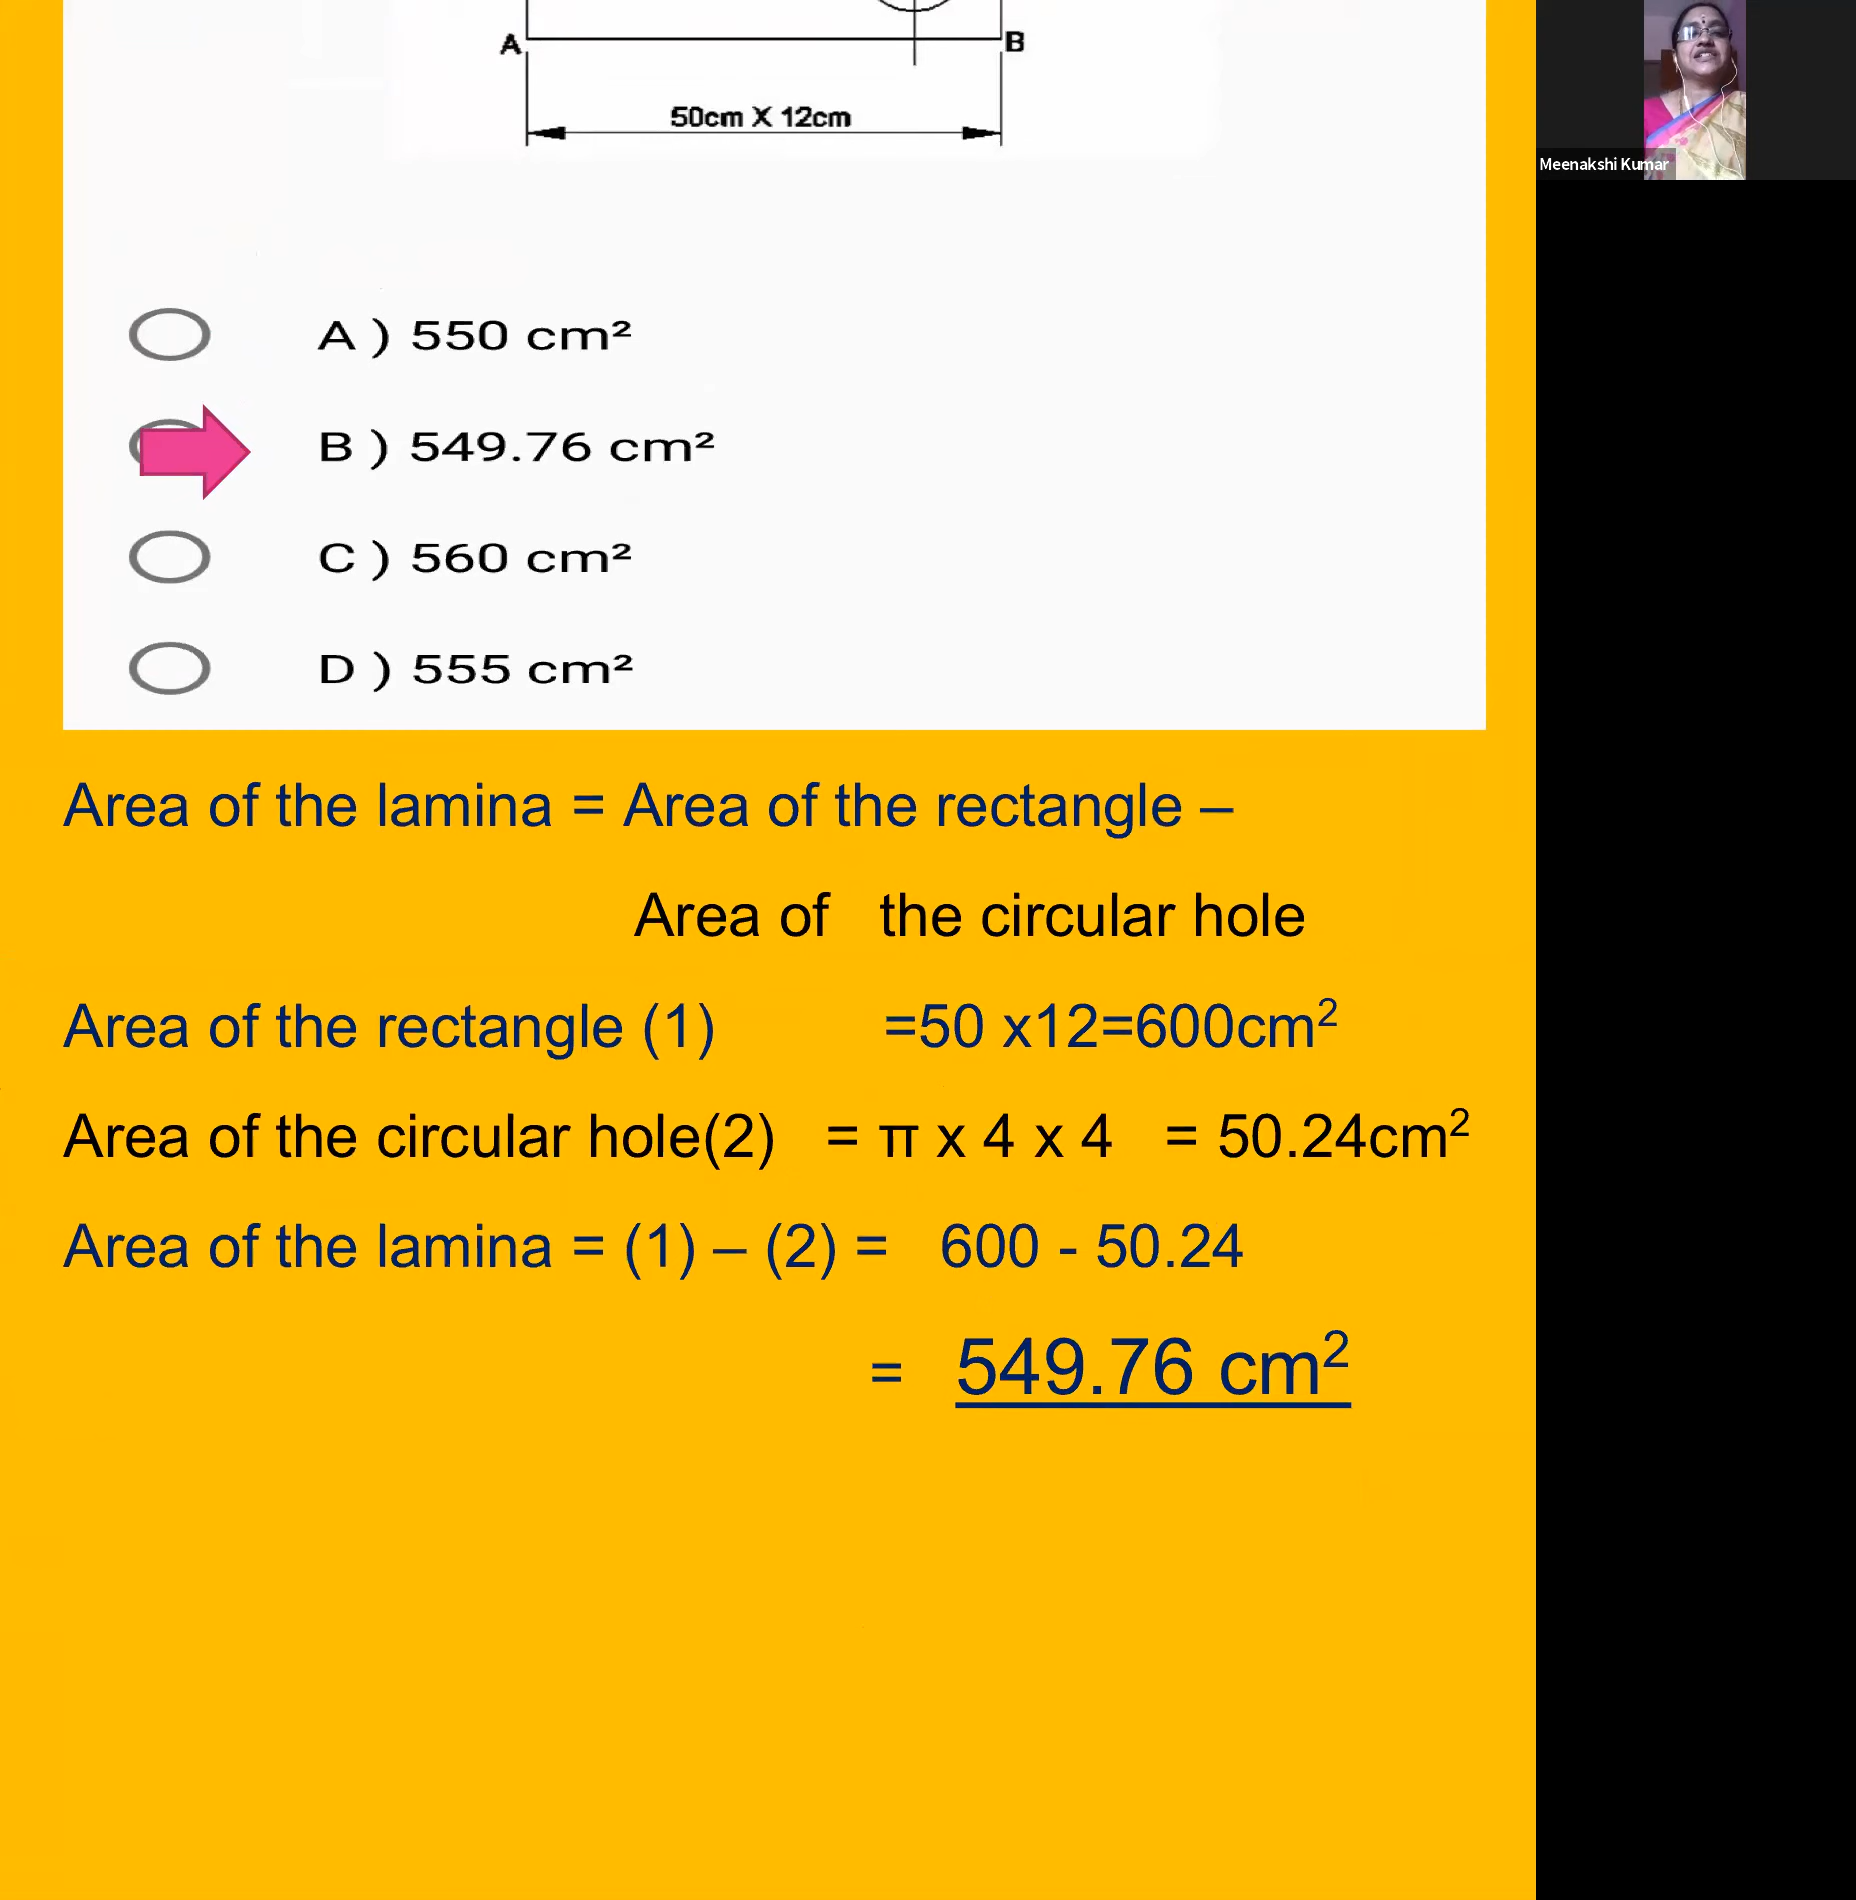 A B
50cm X 12cm
Meenakshi Kumar
A ) 550 cm²
B ) 549.76 cm²
C ) 560 cm²
D ) 555 cm²
Area of the lamina = Area of the rectangle –
Area of the circular hole
Area of the rectangle (1) =50 x12=600cm²
Area of the circular hole(2) = π x 4 x 4 = 50.24cm²
Area of the lamina = (1) – (2) = 600 - 50.24
= 549.76 cm²